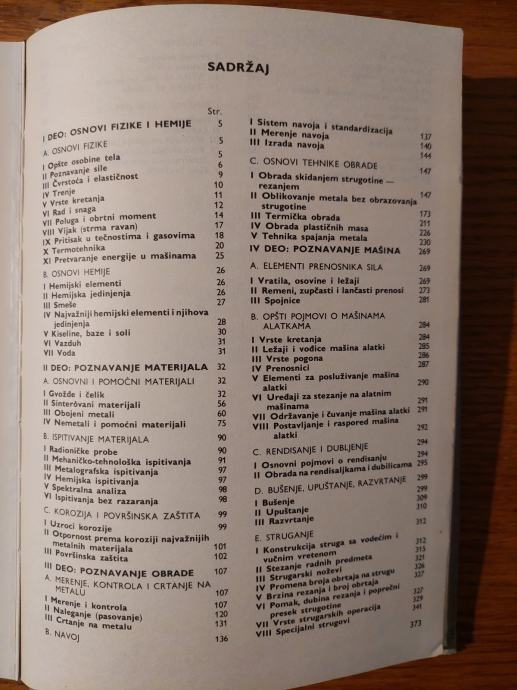 SADRŽAJ
Str.
I DEO: OSNOVI FIZIKE I HEMIJE 5
A. OSNOVI FIZIKE 5
I Opšte osobine tela 5
II Poznavanje sile 6
III Čvrstoća i elastičnost 9
IV Trenje 10
V Vrste kretanja 11
VI Rad i snaga 12
VII Poluga i obrtni moment 14
VIII Vijak (strma ravan) 17
IX Pritisak u tečnostima i gasovima 18
X Termotehnika 20
XI Pretvaranje energije u mašinama 25
B. OSNOVI HEMIJE 26
I Hemijski elementi 26
II Hemijska jedinjenja 26
III Smeše 27
IV Najvažniji hemijski elementi i njihova
jedinjenja 28
V Kiseline, baze i soli 30
VI Vazduh 31
VII Voda 31
II DEO: POZNAVANJE MATERIJALA 32
A. OSNOVNI I POMOĆNI MATERIJALI 32
I Gvožđe i čelik 32
II Sinterovani materijali 56
III Obojeni metali 60
IV Nemetali i pomoćni materijali 75
B. ISPITIVANJE MATERIJALA 90
I Radioničke probe 90
II Mehaničko-tehnološka ispitivanja 91
III Metalografska ispitivanja 97
IV Hemijska ispitivanja 98
V Spektralna analiza 98
VI Ispitivanja bez razaranja 98
C. KOROZIJA I POVRŠINSKA ZAŠTITA 99
I Uzroci korozije 99
II Otpornost prema koroziji najvažnijih
metalnih materijala 101
III Površinska zaštita 102
III DEO: POZNAVANJE OBRADE 107
A. MERENJE, KONTROLA I CRTANJE NA
METALU 107
I Merenje i kontrola 107
II Naleganje (pasovanje) 120
III Crtanje na metalu 131
B. NAVOJ 136
I Sistem navoja i standardizacija 137
II Merenje navoja 140
III Izrada navoja 144
C. OSNOVI TEHNIKE OBRADE 147
I Obrada skidanjem strugotine —
rezanjem 147
II Oblikovanje metala bez obrazovanja
strugotine 173
III Termička obrada 211
IV Obrada plastičnih masa 226
V Tehnika spajanja metala 230
IV DEO: POZNAVANJE MAŠINA 269
A. ELEMENTI PRENOSNIKA SILA 269
I Vratila, osovine i ležaji 269
II Remeni, zupčasti i lančasti prenosi 273
III Spojnice 281
B. OPŠTI POJMOVI O MAŠINAMA
ALATKAMA 284
I Vrste kretanja 284
II Ležaji i vođice mašina alatki 285
III Vrste pogona 286
IV Prenosnici 287
V Elementi za posluživanje mašina
alatki 290
VI Uređaji za stezanje na alatnim
mašinama 291
VII Održavanje i čuvanje mašina alatki 291
VIII Postavljanje i raspored mašina
alatki 292
C. RENDISANJE I DUBLJENJE 294
I Osnovni pojmovi o rendisanju 294
II Obrada na rendisaljkama i dubilicama 295
D. BUŠENJE, UPUŠTANJE, RAZVRTANJE 299
I Bušenje 299
II Upuštanje 309
III Razvrtanje 310
E. STRUGANJE 312
I Konstrukcija struga sa vodećim i
vučnim vretenom 312
II Stezanje radnih predmeta 315
III Strugarski noževi 321
IV Promena broja obrtaja na strugu 326
V Brzina rezanja i broj obrtaja 327
VI Pomak, dubina rezanja i poprečni
presek strugotine 327
VII Vrste strugarskih operacija 329
VIII Specijalni strugovi 341
373